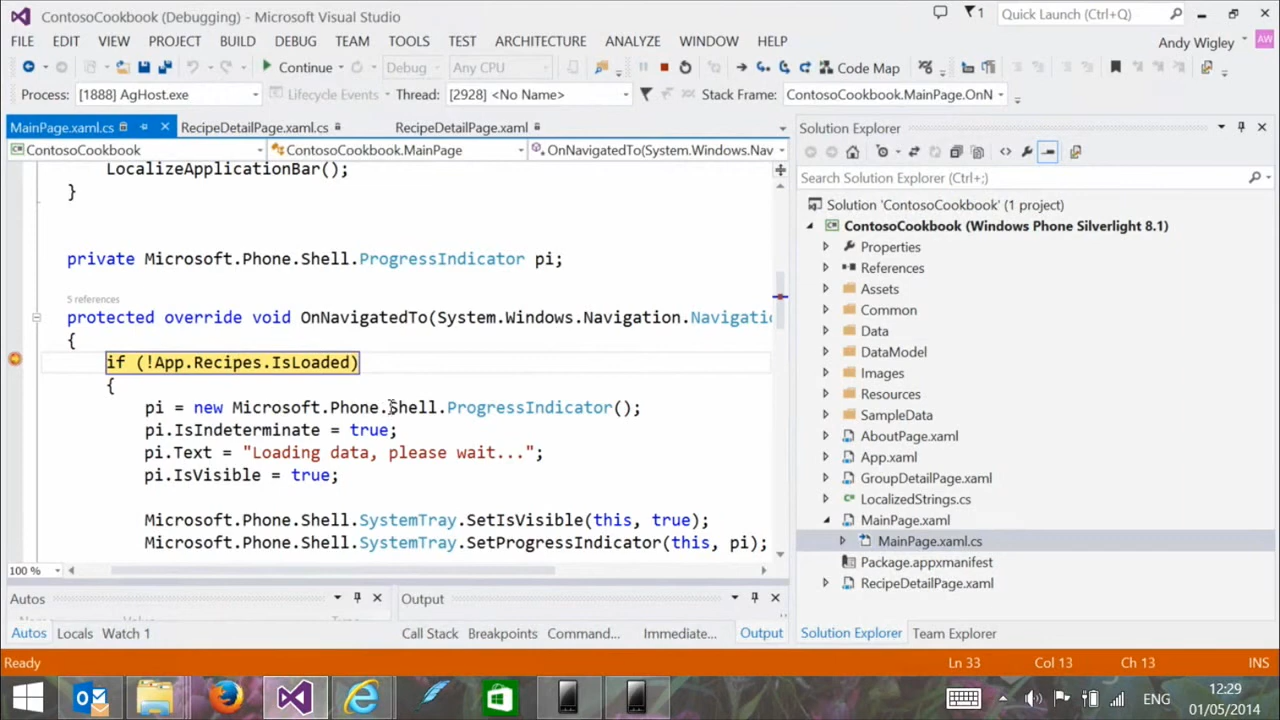 ContosoCookbook (Debugging) - Microsoft Visual Studio
1
Quick Launch (Ctrl+Q)
FILE EDIT VIEW PROJECT BUILD DEBUG TEAM TOOLS TEST ARCHITECTURE ANALYZE WINDOW HELP
Andy Wigley AW
Continue Debug Any CPU Code Map
Process: [1888] AgHost.exe Lifecycle Events Thread: [2928] <No Name> Stack Frame: ContosoCookbook.MainPage.OnN
MainPage.xaml.cs RecipeDetailPage.xaml.cs RecipeDetailPage.xaml
ContosoCookbook ContosoCookbook.MainPage OnNavigatedTo(System.Windows.Nav
LocalizeApplicationBar();
}
private Microsoft.Phone.Shell.ProgressIndicator pi;
5 references
protected override void OnNavigatedTo(System.Windows.Navigation.Navigatio
{
if (!App.Recipes.IsLoaded)
{
pi = new Microsoft.Phone.Shell.ProgressIndicator();
pi.IsIndeterminate = true;
pi.Text = "Loading data, please wait...";
pi.IsVisible = true;
Microsoft.Phone.Shell.SystemTray.SetIsVisible(this, true);
Microsoft.Phone.Shell.SystemTray.SetProgressIndicator(this, pi);
100 %
Autos
Output
Autos Locals Watch 1
Call Stack Breakpoints Command... Immediate... Output
Solution Explorer
Search Solution Explorer (Ctrl+;)
Solution 'ContosoCookbook' (1 project)
ContosoCookbook (Windows Phone Silverlight 8.1)
Properties
References
Assets
Common
Data
DataModel
Images
Resources
SampleData
AboutPage.xaml
App.xaml
GroupDetailPage.xaml
LocalizedStrings.cs
MainPage.xaml
MainPage.xaml.cs
Package.appxmanifest
RecipeDetailPage.xaml
Solution Explorer Team Explorer
Ready Ln 33 Col 13 Ch 13 INS
ENG
12:29
01/05/2014